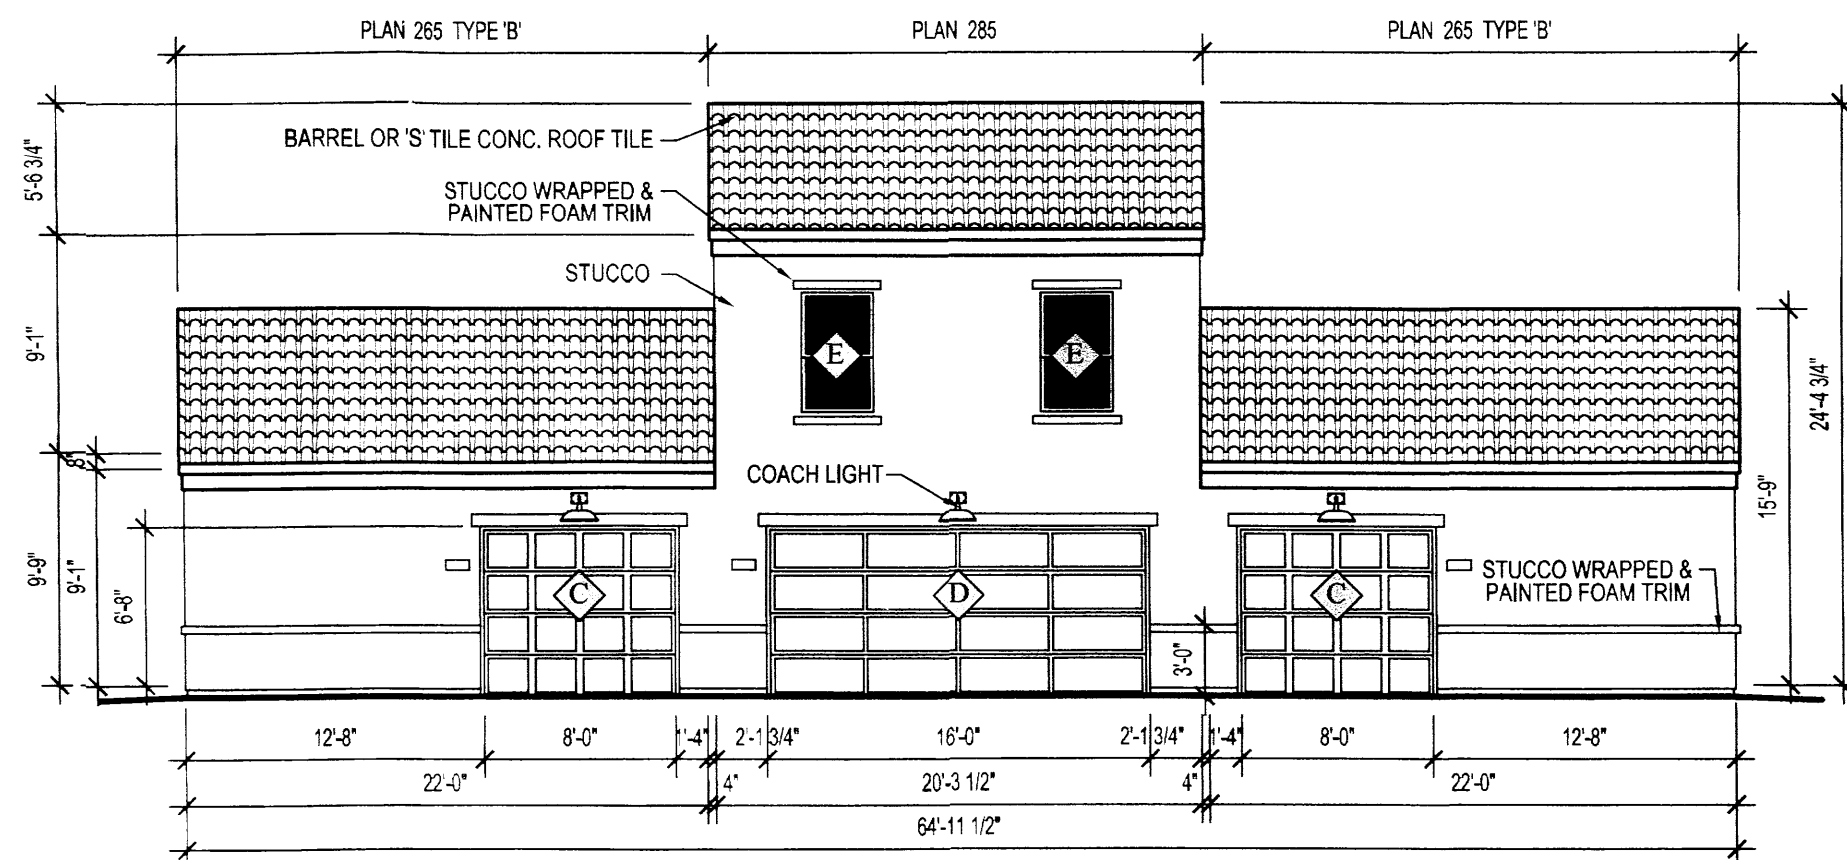 PLAN 265 TYPE 'B'
PLAN 285
PLAN 265 TYPE 'B'
BARREL OR 'S' TILE CONC. ROOF TILE
STUCCO WRAPPED &
PAINTED FOAM TRIM
STUCCO
5'-6 3/4"
9'-1"
8"
9'-9"
9'-1"
6'-8"
E
E
24'-4 3/4"
15'-9"
COACH LIGHT
C
D
C
STUCCO WRAPPED &
PAINTED FOAM TRIM
3'-0"
12'-8"
8'-0"
1'-4"
2'-1 3/4"
16'-0"
2'-1 3/4"
1'-4"
8'-0"
12'-8"
22'-0"
4"
20'-3 1/2"
4"
22'-0"
64'-11 1/2"